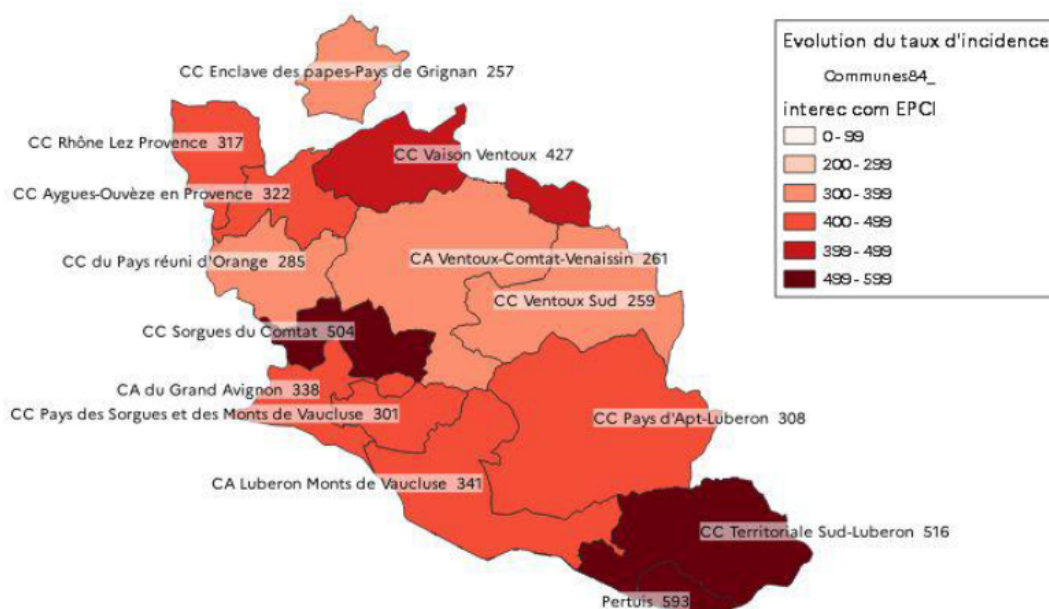 Evolution du taux d'incidence
Communes84_
interec com EPCI
0 - 99
200 - 299
300 - 399
400 - 499
399 - 499
499 - 599
CC Enclave des papes-Pays de Grignan 257
CC Rhône Lez Provence 317
CC Vaison Ventoux 427
CC Aygues-Ouvèze en Provence 322
CC du Pays réuni d'Orange 285
CA Ventoux-Comtat-Venaissin 261
CC Ventoux Sud 259
CC Sorgues du Comtat 504
CA du Grand Avignon 338
CC Pays des Sorgues et des Monts de Vaucluse 301
CC Pays d'Apt-Luberon 308
CA Luberon Monts de Vaucluse 341
CC Territoriale Sud-Luberon 516
Pertuis 593